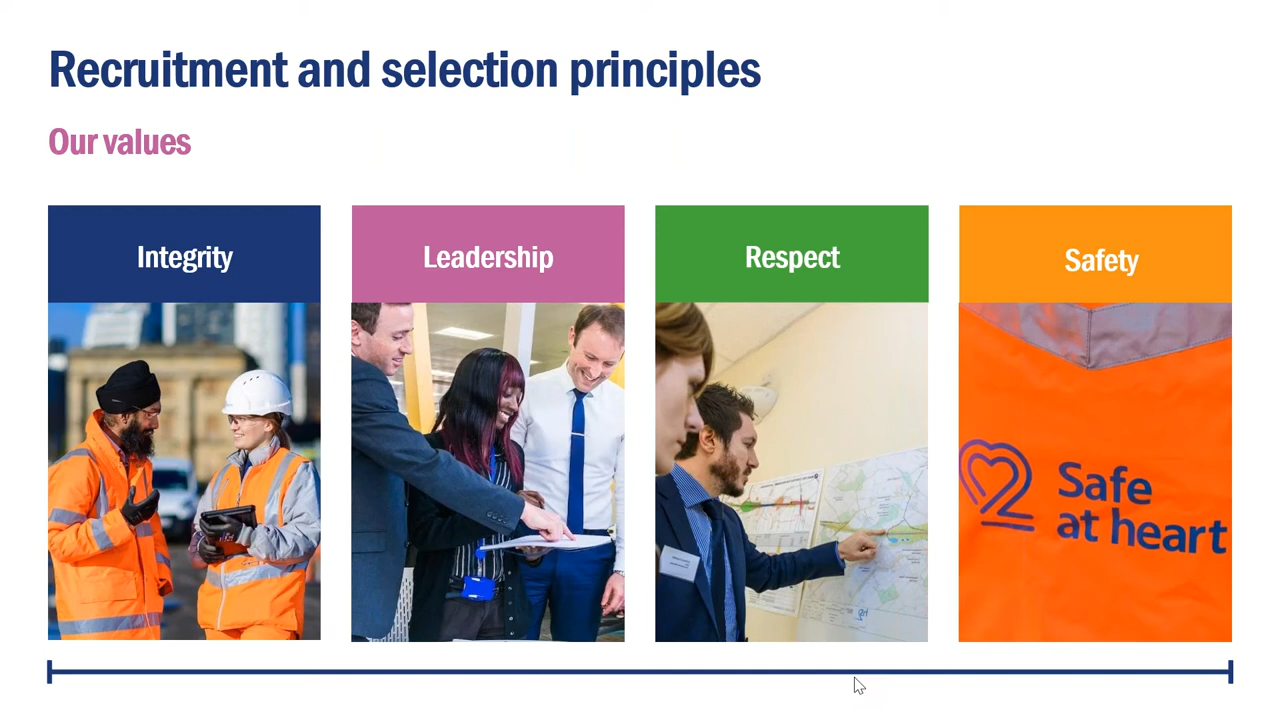 Recruitment and selection principles
Our values
Integrity
Leadership
Respect
Safety
Safe
at heart